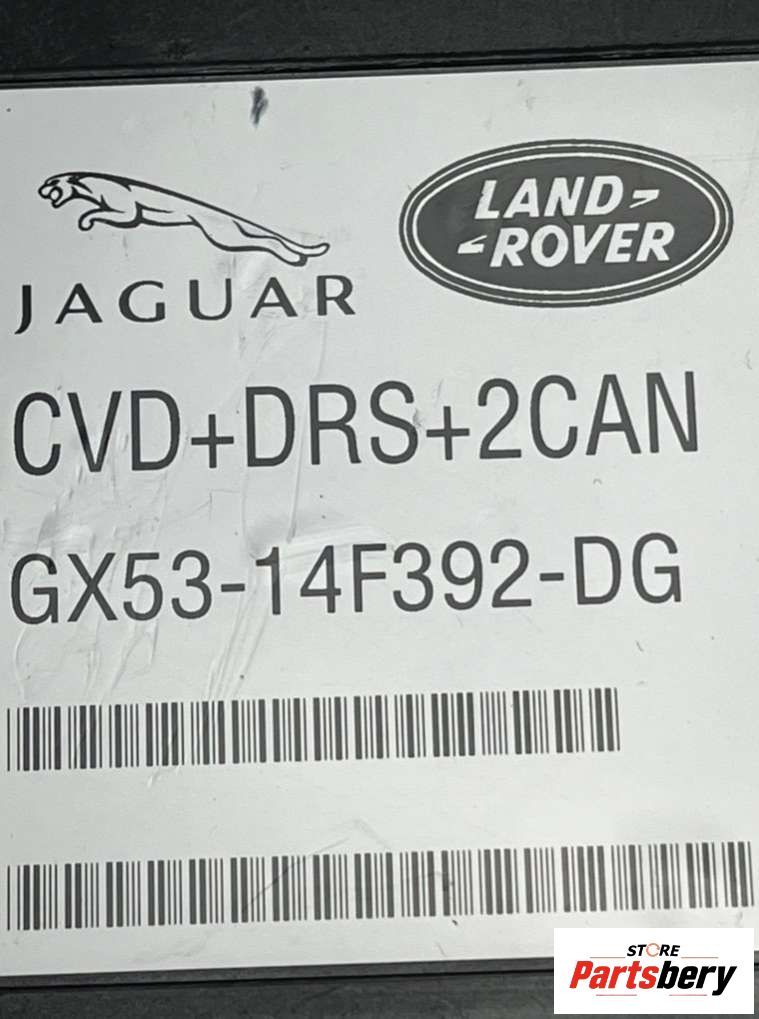 JAGUAR
LAND
ROVER
CVD+DRS+2CAN
GX53-14F392-DG
STORE
Partsbery